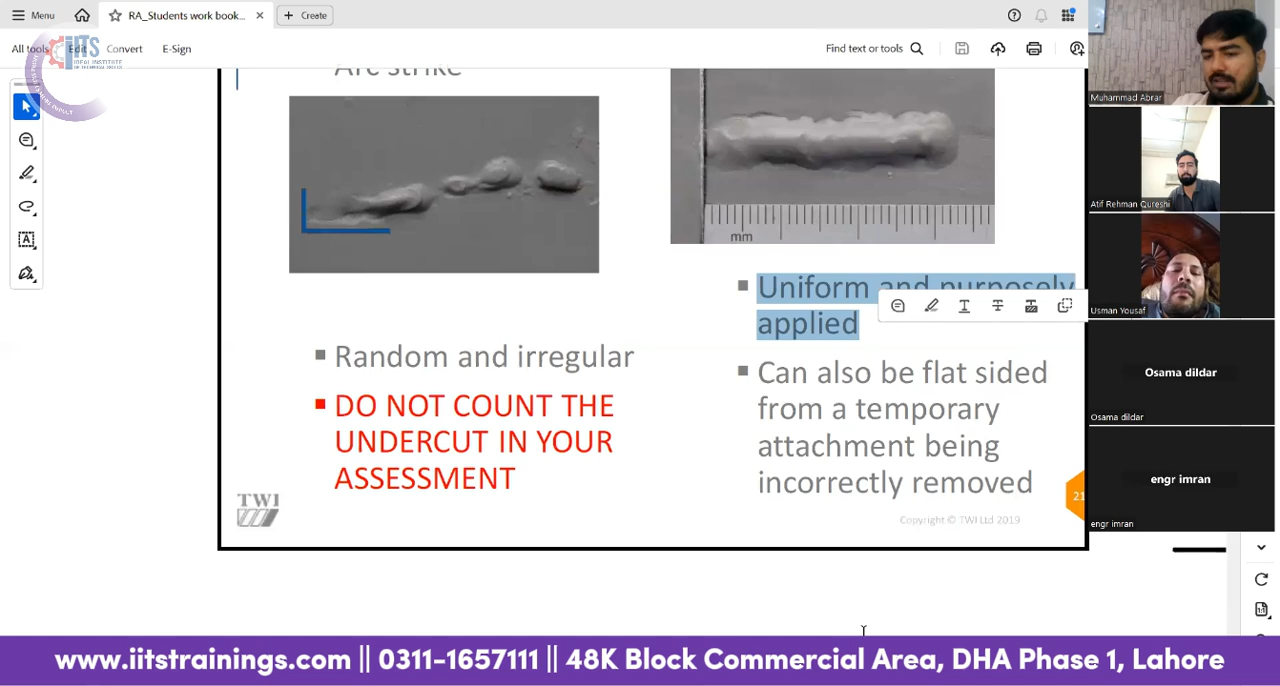 Menu
RA_Students work book...
Create
All tools Edit Convert E-Sign
Find text or tools
IITS
Arc strike
mm
Uniform and purposely
applied
Random and irregular
DO NOT COUNT THE
UNDERCUT IN YOUR
ASSESSMENT
Can also be flat sided
from a temporary
attachment being
incorrectly removed
TWI
21
Copyright © TWI Ltd 2019
Muhammad Abrar
Atif Rehman Qureshi
Usman Yousaf
Osama dildar
Osama dildar
engr imran
engr imran
www.iitstrainings.com || 0311-1657111 || 48K Block Commercial Area, DHA Phase 1, Lahore